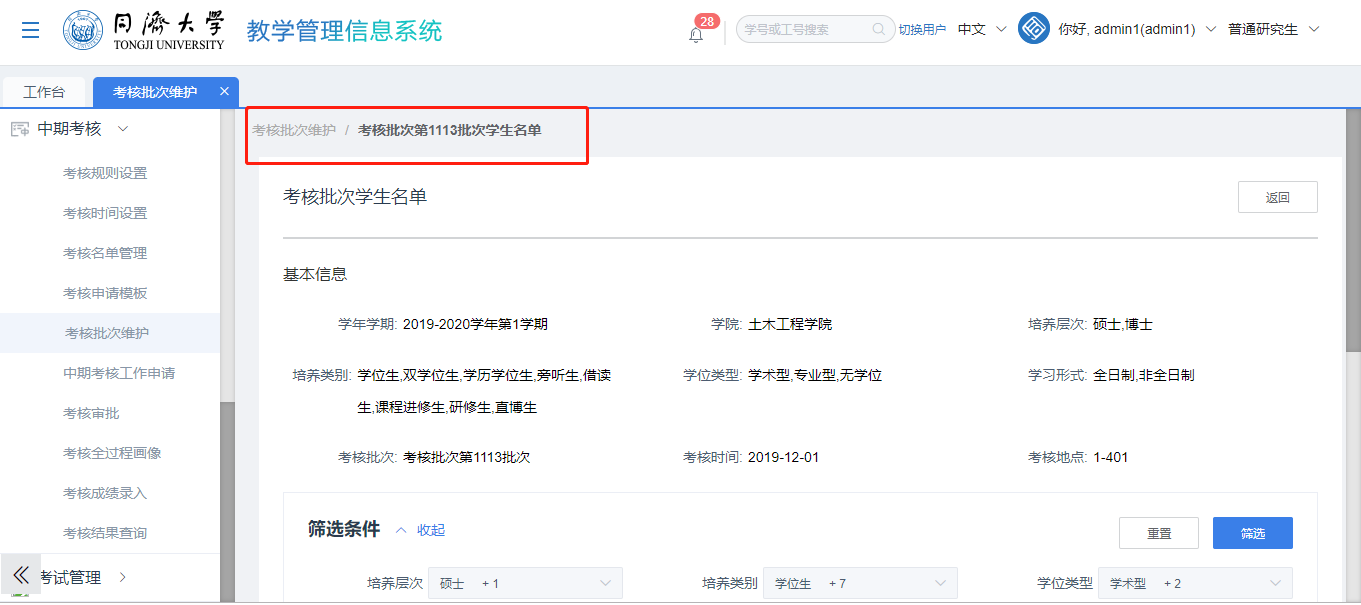 同濟大學
TONGJI UNIVERSITY
教学管理信息系统
28
学号或工号搜索
切换用户
中文
你好, admin1(admin1)
普通研究生
工作台
考核批次维护 ×
中期考核
考核规则设置
考核时间设置
考核名单管理
考核申请模板
考核批次维护
中期考核工作申请
考核审批
考核全过程画像
考核成绩录入
考核结果查询
考试管理
考核批次维护 / 考核批次第1113批次学生名单
考核批次学生名单
返回
基本信息
学年学期: 2019-2020学年第1学期
学院: 土木工程学院
培养层次: 硕士,博士
培养类别: 学位生,双学位生,学历学位生,旁听生,借读
生,课程进修生,研修生,直博生
学位类型: 学术型,专业型,无学位
学习形式: 全日制,非全日制
考核批次: 考核批次第1113批次
考核时间: 2019-12-01
考核地点: 1-401
筛选条件 收起
重置
筛选
培养层次 硕士 + 1
培养类别 学位生 + 7
学位类型 学术型 + 2